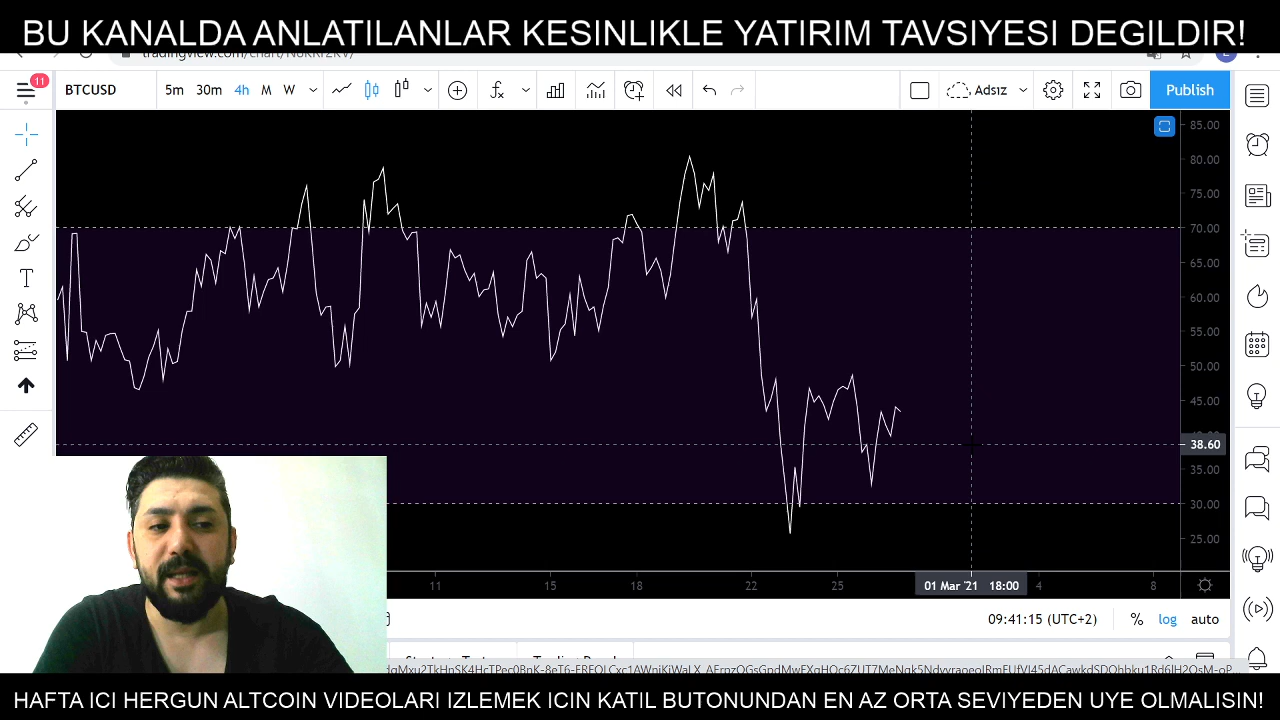 BU KANALDA ANLATILANLAR KESINLIKLE YATIRIM TAVSIYESI DEGILDIR!
11
BTCUSD 5m 30m 4h M W Adsız Publish
85.00
80.00
75.00
70.00
65.00
60.00
55.00
50.00
45.00
38.60
35.00
30.00
25.00
11 15 18 22 25 01 Mar '21 18:00 4 8
09:41:15 (UTC+2) % log auto
HAFTA ICI HERGUN ALTCOIN VIDEOLARI IZLEMEK ICIN KATIL BUTONUNDAN EN AZ ORTA SEVIYEDEN UYE OLMALISIN!